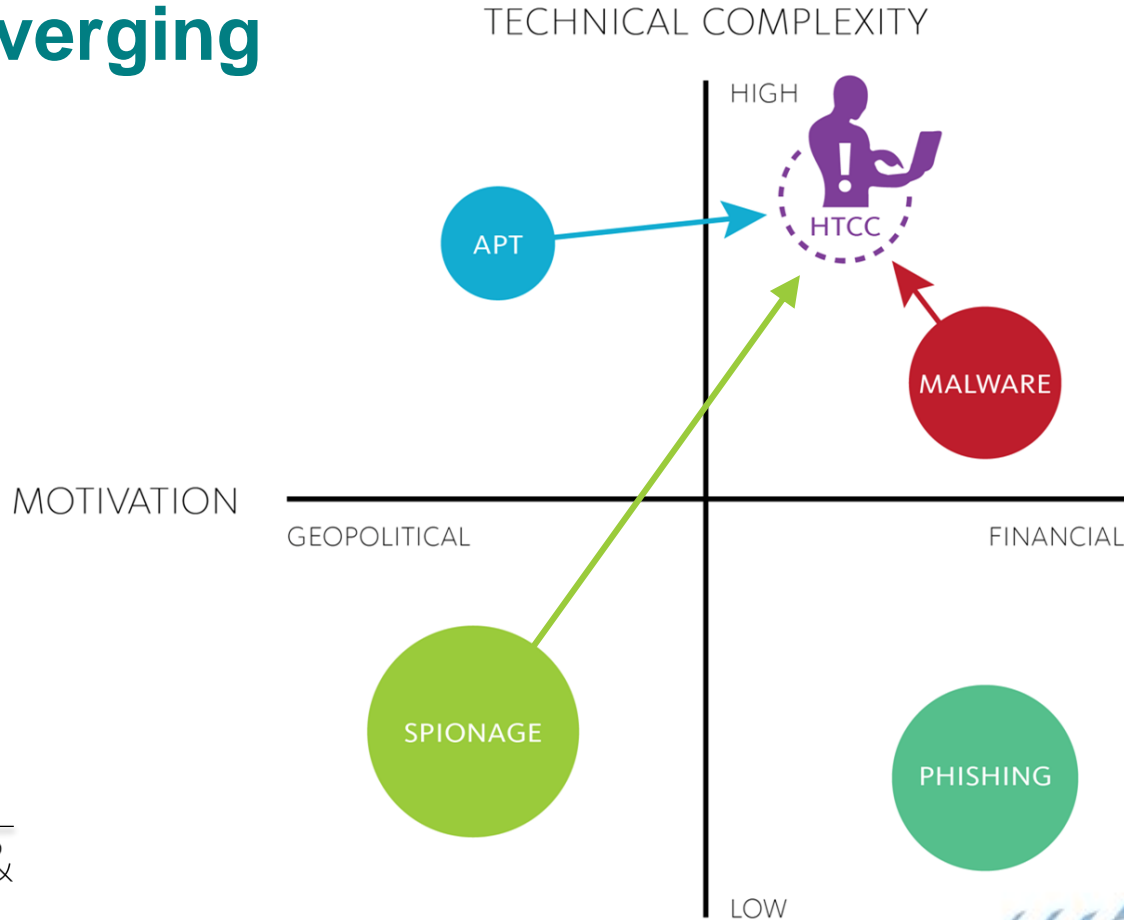 verging
TECHNICAL COMPLEXITY
HIGH
HTCC
APT
MALWARE
MOTIVATION
GEOPOLITICAL
FINANCIAL
SPIONAGE
PHISHING
&
LOW